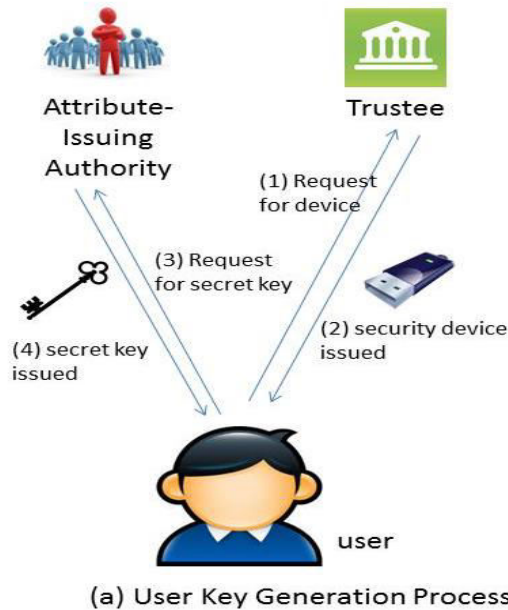 Attribute-
Issuing
Authority
Trustee
(1) Request
for device
(3) Request
for secret key
(2) security device
issued
(4) secret key
issued
user
(a) User Key Generation Process